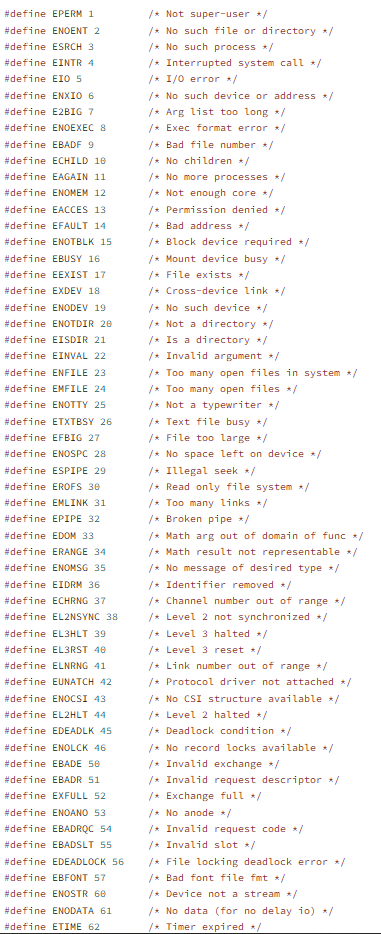 #define EPERM 1 /* Not super-user */
#define ENOENT 2 /* No such file or directory */
#define ESRCH 3 /* No such process */
#define EINTR 4 /* Interrupted system call */
#define EIO 5 /* I/O error */
#define ENXIO 6 /* No such device or address */
#define E2BIG 7 /* Arg list too long */
#define ENOEXEC 8 /* Exec format error */
#define EBADF 9 /* Bad file number */
#define ECHILD 10 /* No children */
#define EAGAIN 11 /* No more processes */
#define ENOMEM 12 /* Not enough core */
#define EACCES 13 /* Permission denied */
#define EFAULT 14 /* Bad address */
#define ENOTBLK 15 /* Block device required */
#define EBUSY 16 /* Mount device busy */
#define EEXIST 17 /* File exists */
#define EXDEV 18 /* Cross-device link */
#define ENODEV 19 /* No such device */
#define ENOTDIR 20 /* Not a directory */
#define EISDIR 21 /* Is a directory */
#define EINVAL 22 /* Invalid argument */
#define ENFILE 23 /* Too many open files in system */
#define EMFILE 24 /* Too many open files */
#define ENOTTY 25 /* Not a typewriter */
#define ETXTBSY 26 /* Text file busy */
#define EFBIG 27 /* File too large */
#define ENOSPC 28 /* No space left on device */
#define ESPIPE 29 /* Illegal seek */
#define EROFS 30 /* Read only file system */
#define EMLINK 31 /* Too many links */
#define EPIPE 32 /* Broken pipe */
#define EDOM 33 /* Math arg out of domain of func */
#define ERANGE 34 /* Math result not representable */
#define ENOMSG 35 /* No message of desired type */
#define EIDRM 36 /* Identifier removed */
#define ECHRNG 37 /* Channel number out of range */
#define EL2NSYNC 38 /* Level 2 not synchronized */
#define EL3HLT 39 /* Level 3 halted */
#define EL3RST 40 /* Level 3 reset */
#define ELNRNG 41 /* Link number out of range */
#define EUNATCH 42 /* Protocol driver not attached */
#define ENOCSI 43 /* No CSI structure available */
#define EL2HLT 44 /* Level 2 halted */
#define EDEADLK 45 /* Deadlock condition */
#define ENOLCK 46 /* No record locks available */
#define EBADE 50 /* Invalid exchange */
#define EBADR 51 /* Invalid request descriptor */
#define EXFULL 52 /* Exchange full */
#define ENOANO 53 /* No anode */
#define EBADRQC 54 /* Invalid request code */
#define EBADSLT 55 /* Invalid slot */
#define EDEADLOCK 56 /* File locking deadlock error */
#define EBFONT 57 /* Bad font file fmt */
#define ENOSTR 60 /* Device not a stream */
#define ENODATA 61 /* No data (for no delay io) */
#define ETIME 62 /* Timer expired */